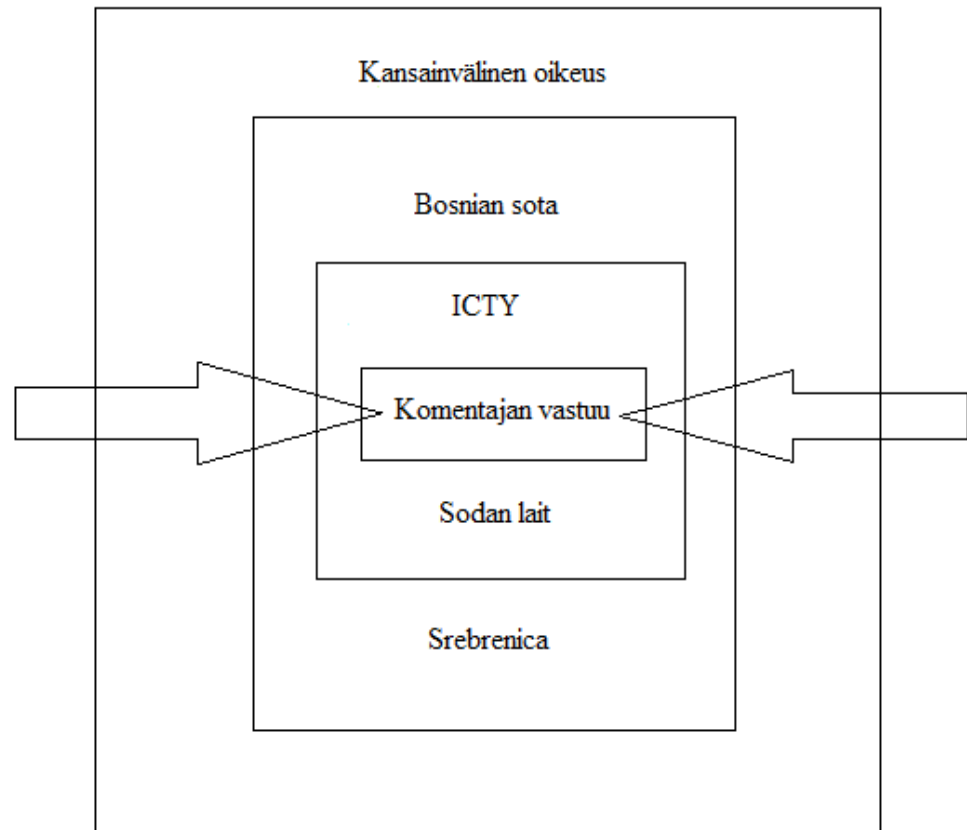 Kansainvälinen oikeus
Bosnian sota
ICTY
Komentajan vastuu
Sodan lait
Srebrenica